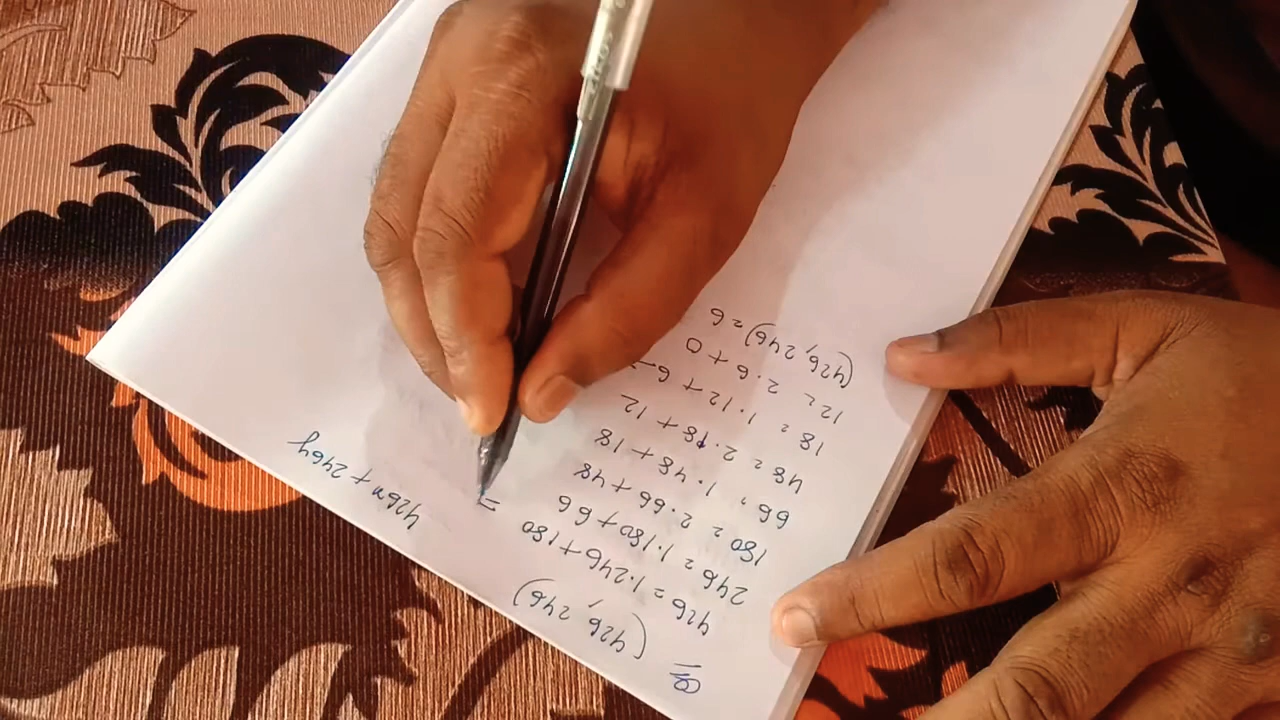 Q
(426, 246)
426 = 1·246 + 180
246 = 1·180 + 66
180 = 2·66 + 48
66 = 1·48 + 18
48 = 2·18 + 12
18 = 1·12 + 6→
12 = 2·6 + 0
(426, 246) = 6
426x + 246y
=